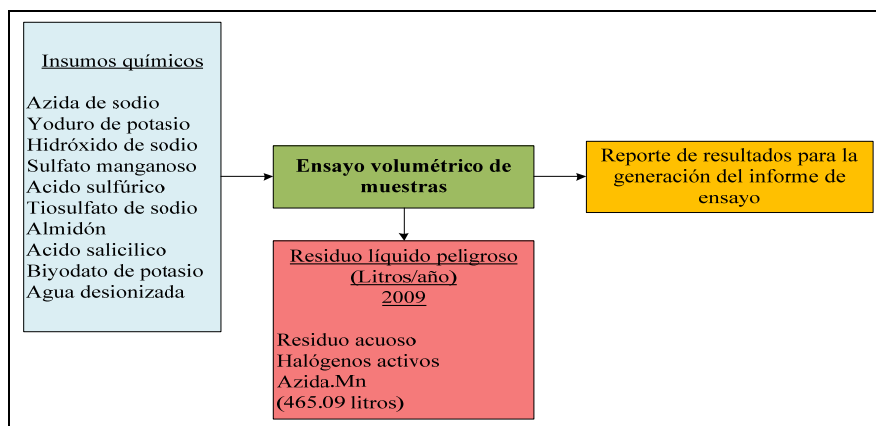 Insumos químicos
Azida de sodio
Yoduro de potasio
Hidróxido de sodio
Sulfato manganoso
Acido sulfúrico
Tiosulfato de sodio
Almidón
Acido salicilico
Biyodato de potasio
Agua desionizada
Ensayo volumétrico de
muestras
Reporte de resultados para la
generación del informe de
ensayo
Residuo líquido peligroso
(Litros/año)
2009
Residuo acuoso
Halógenos activos
Azida.Mn
(465.09 litros)